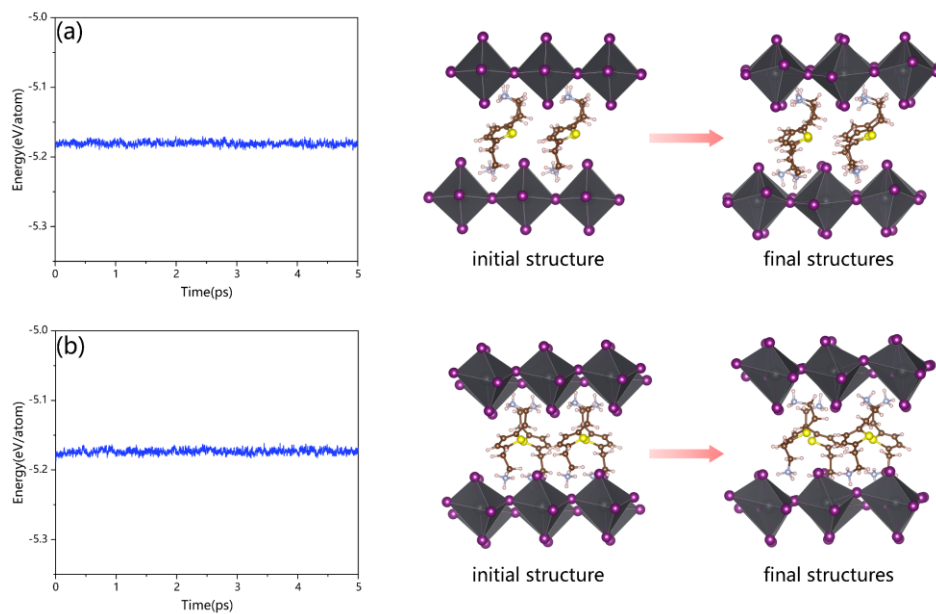 (a)
Energy(eV/atom)
-5.0
-5.1
-5.2
-5.3
0 1 2 3 4 5
Time(ps)
initial structure
final structures
(b)
Energy(eV/atom)
-5.0
-5.1
-5.2
-5.3
0 1 2 3 4 5
Time(ps)
initial structure
final structures